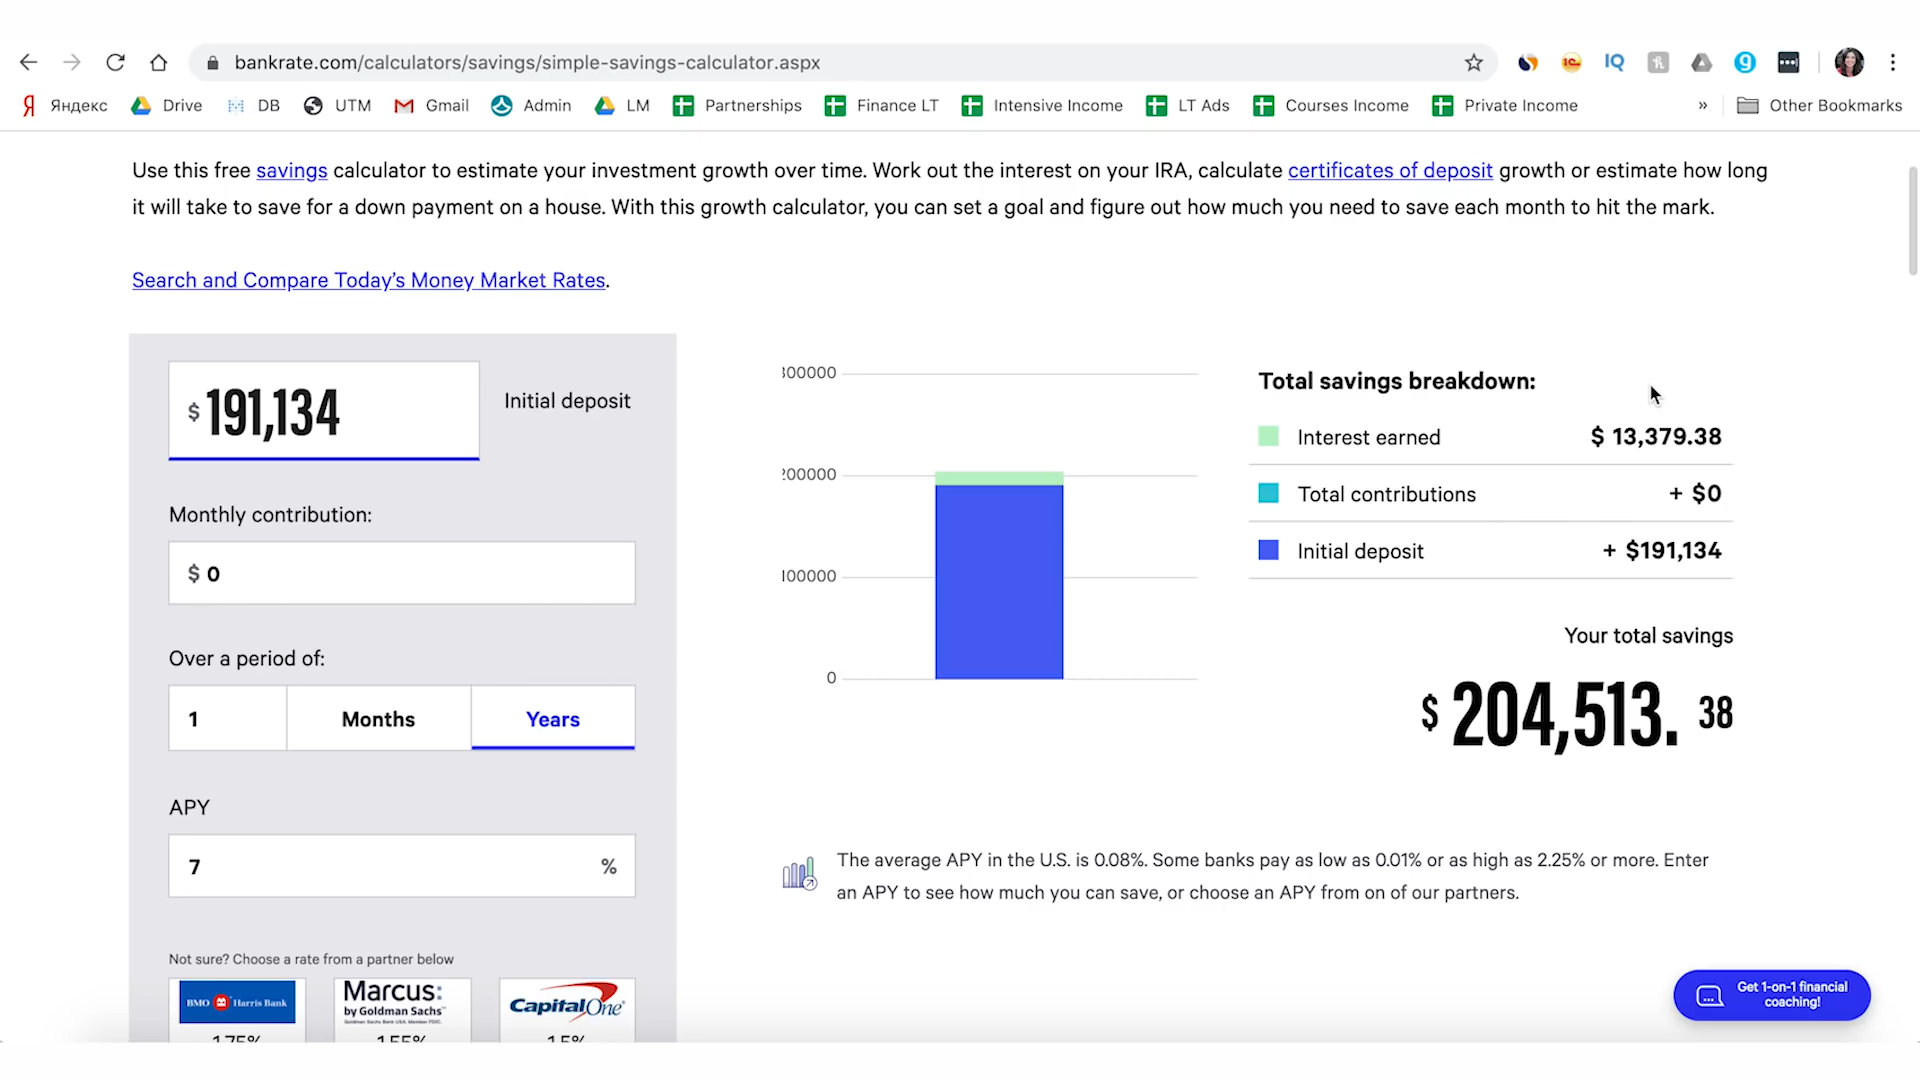 bankrate.com/calculators/savings/simple-savings-calculator.aspx
Яндекс Drive DB UTM Gmail Admin LM Partnerships Finance LT Intensive Income LT Ads Courses Income Private Income » Other Bookmarks
Use this free savings calculator to estimate your investment growth over time. Work out the interest on your IRA, calculate certificates of deposit growth or estimate how long
it will take to save for a down payment on a house. With this growth calculator, you can set a goal and figure out how much you need to save each month to hit the mark.
Search and Compare Today's Money Market Rates.
$ 191,134
Initial deposit
Monthly contribution:
$ 0
Over a period of:
1 Months Years
APY
7 %
Not sure? Choose a rate from a partner below
BMO Harris Bank
Marcus:
by Goldman Sachs
Capital One
1.75% 1.55% 1.5%
300000
200000
100000
0
Total savings breakdown:
Interest earned $ 13,379.38
Total contributions + $0
Initial deposit + $191,134
Your total savings
$ 204,513. 38
The average APY in the U.S. is 0.08%. Some banks pay as low as 0.01% or as high as 2.25% or more. Enter
an APY to see how much you can save, or choose an APY from on of our partners.
Get 1-on-1 financial
coaching!